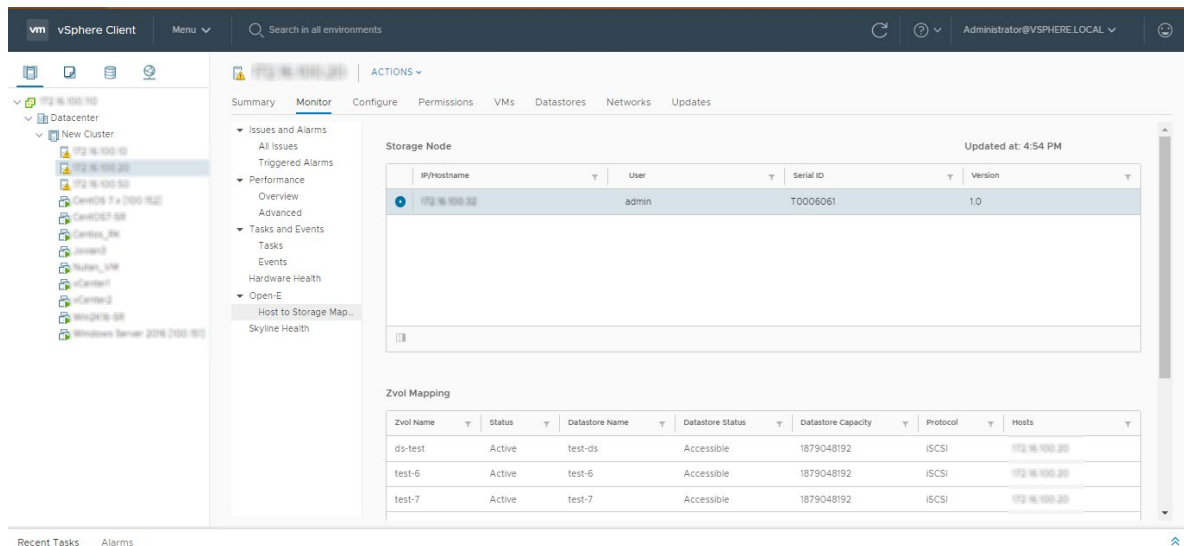 vm vSphere Client Menu Search in all environments Administrator@VSPHERE.LOCAL
ACTIONS
Summary Monitor Configure Permissions VMs Datastores Networks Updates
Datacenter
New Cluster
Issues and Alarms
All Issues
Triggered Alarms
Performance
Overview
Advanced
Tasks and Events
Tasks
Events
Hardware Health
Open-E
Host to Storage Map...
Skyline Health
Storage Node Updated at: 4:54 PM
IP/Hostname User Serial ID Version
admin T0006061 1.0
Zvol Mapping
Zvol Name Status Datastore Name Datastore Status Datastore Capacity Protocol Hosts
ds-test Active test-ds Accessible 1879048192 iSCSI
test-6 Active test-6 Accessible 1879048192 iSCSI
test-7 Active test-7 Accessible 1879048192 iSCSI
Recent Tasks Alarms